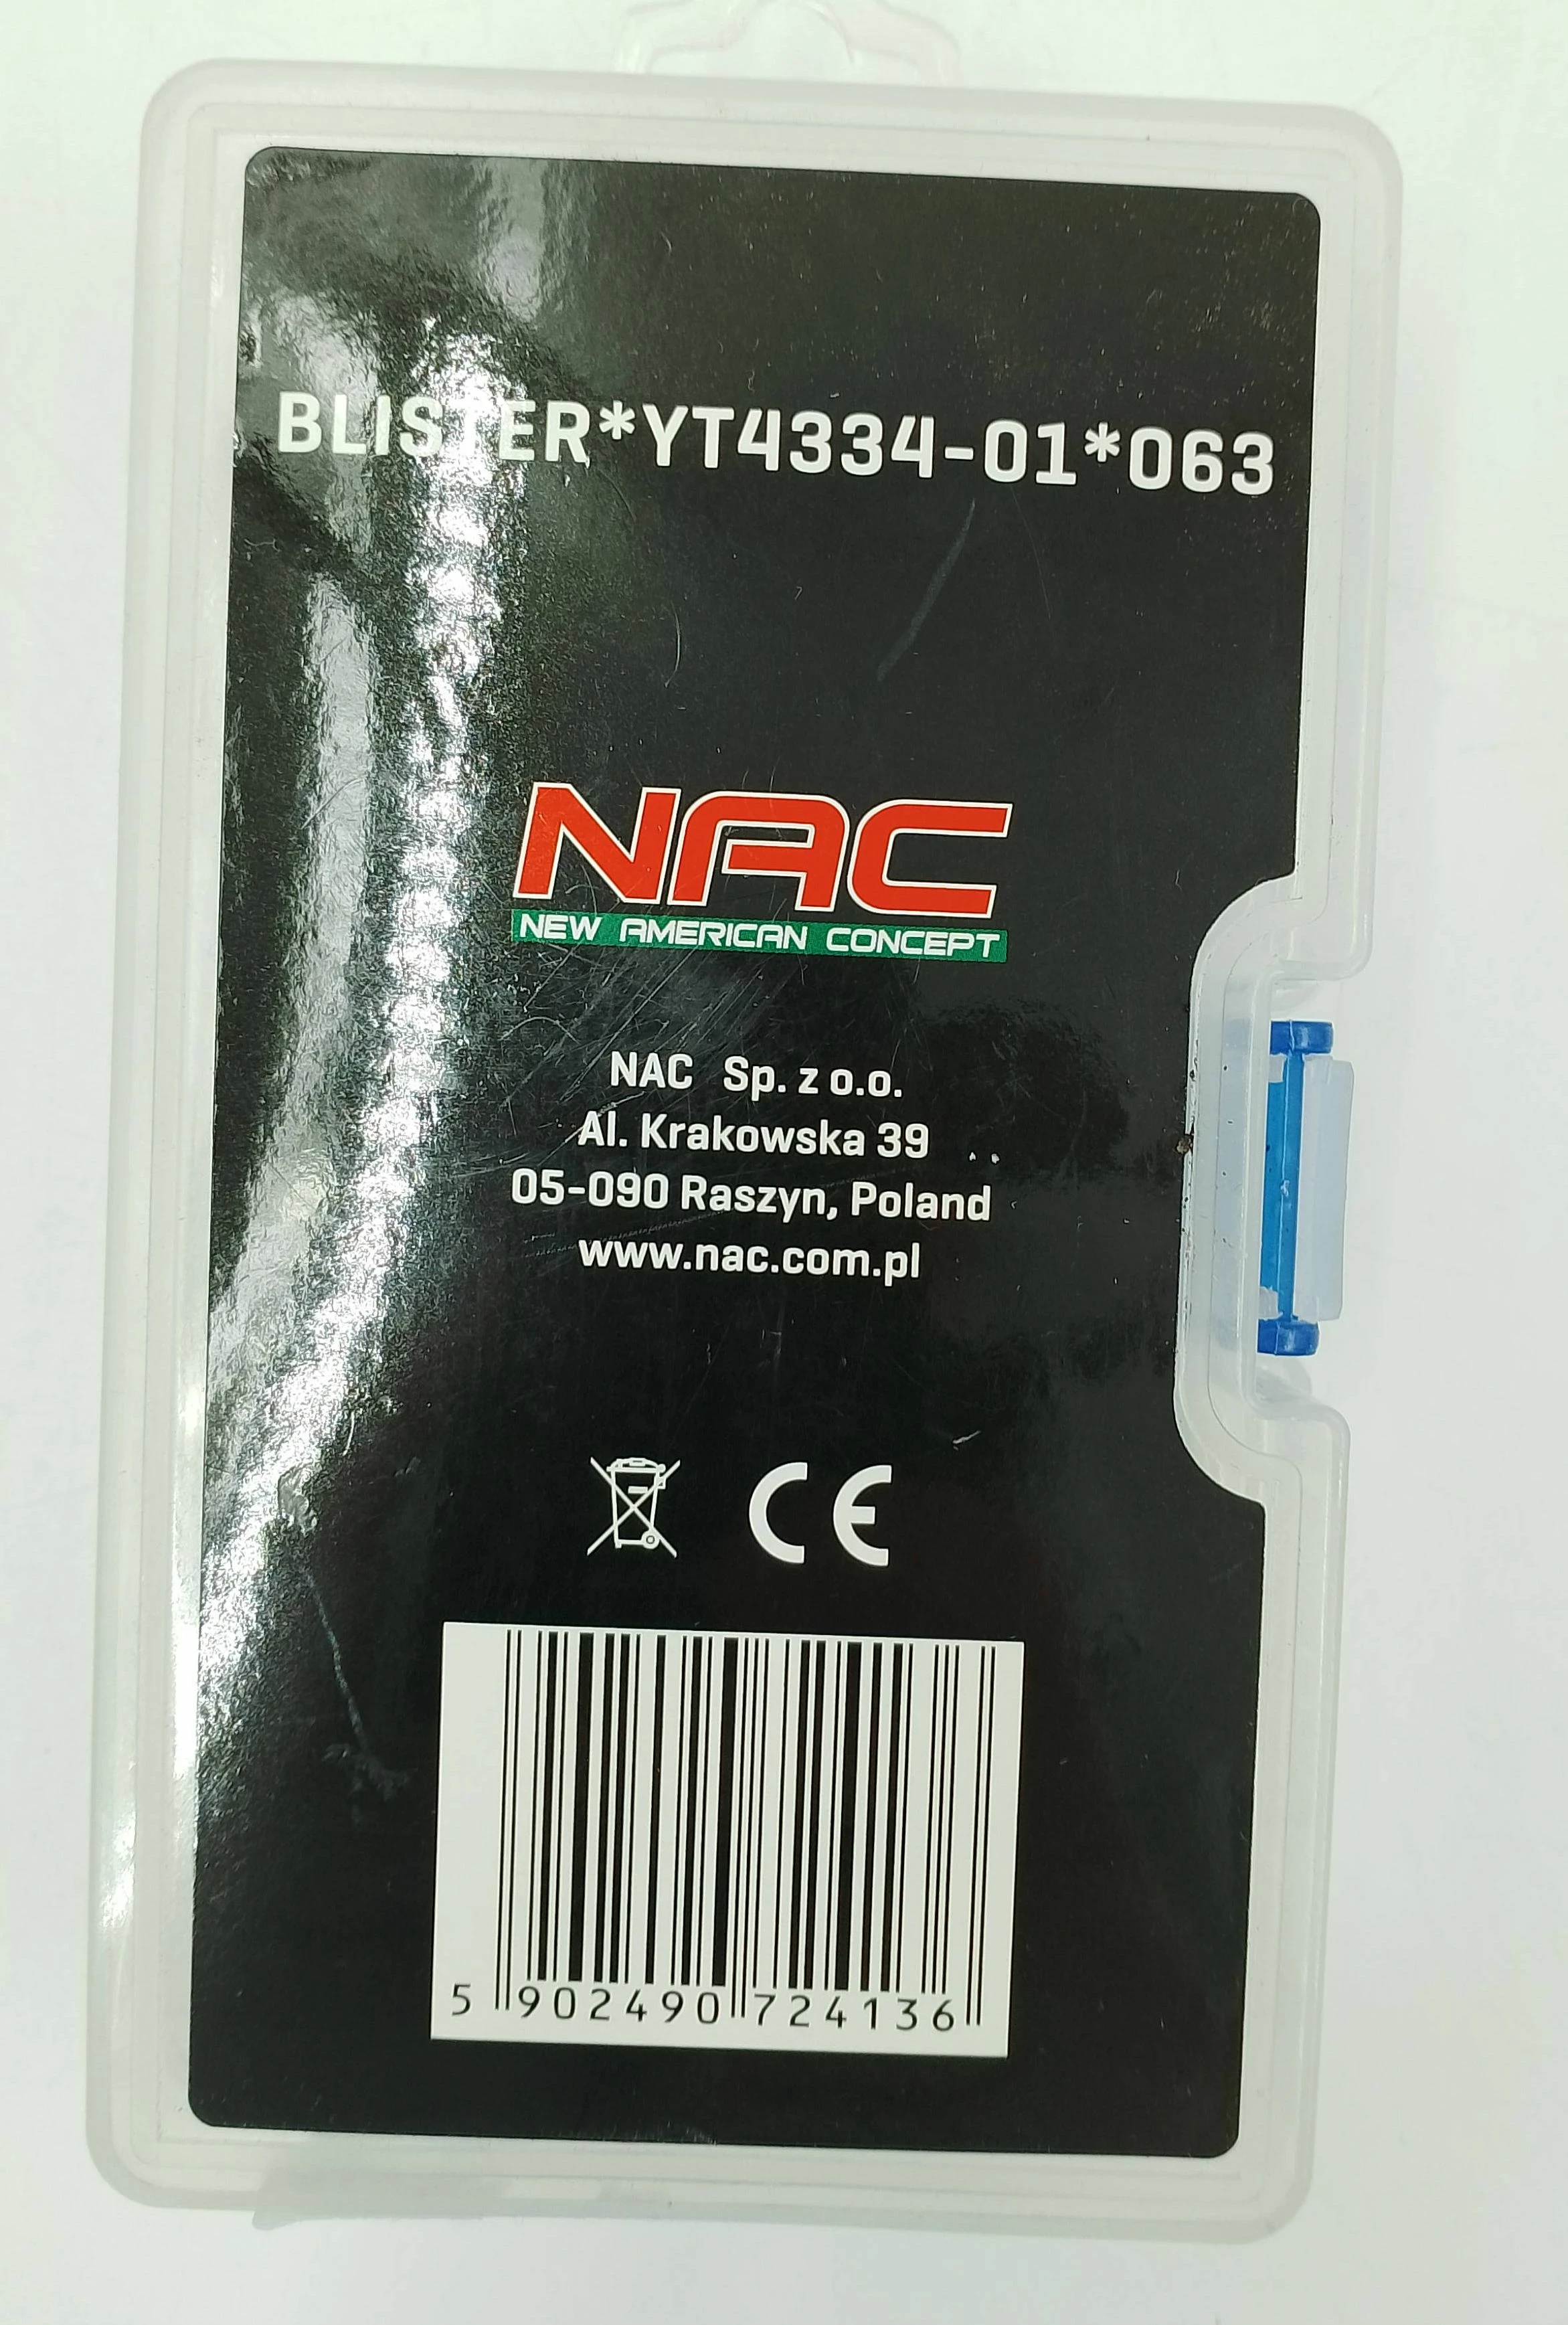 BLISTER*YT4334-01*063
NAC
NEW AMERICAN CONCEPT
NAC Sp. z o.o.
Al. Krakowska 39
05-090 Raszyn, Poland
www.nac.com.pl
CE
5 902490 724136